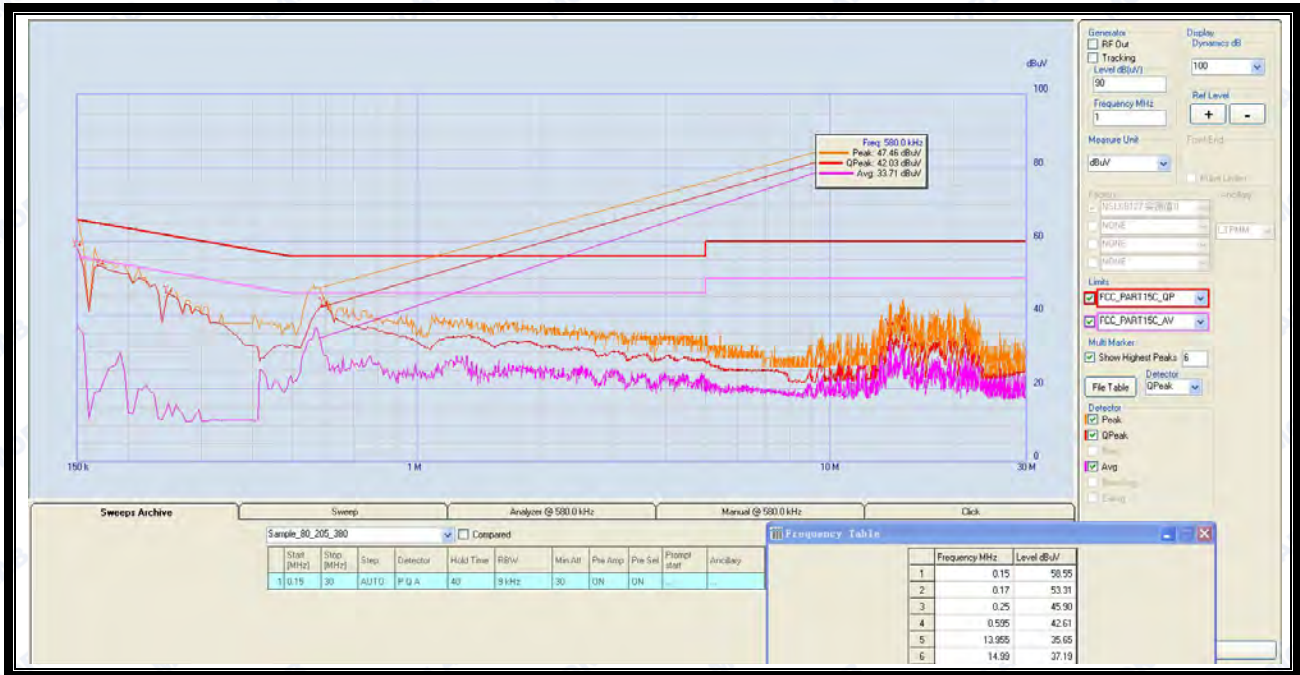 Generator
RF Out
Tracking
Level dB(uV)
90
Frequency MHz
1
Measure Unit
dBuV
Display
Dynamics dB
100
Ref Level
+ -
Front End
Factors
Ancillary
NONE
NONE
NONE
Limits
FCC_PART15C_QP
FCC_PART15C_AV
Multi Marker
Show Highest Peaks 6
File Table
Detector
QPeak
Detector
Peak
QPeak
Avg
dBuV
100
80
60
40
20
0
Freq: 580.0 kHz
Peak: 47.46 dBuV
QPeak: 42.03 dBuV
Avg: 33.71 dBuV
150 k 1 M 10 M 30 M
Sweeps Archive Sweep Analyzer @ 580.0 kHz Manual @ 580.0 kHz Click
Sample_80_205_380 Compared
Start [MHz] Stop [MHz] Step Detector Hold Time RBW Min Att Pre Amp Pre Sel Prompt start Ancillary
1 0.15 30 AUTO P Q A 40 9 kHz 30 ON ON ... ...
Frequency Table
Frequency MHz Level dBuV
1 0.15 58.55
2 0.17 53.31
3 0.25 45.90
4 0.595 42.61
5 13.955 35.65
6 14.99 37.19